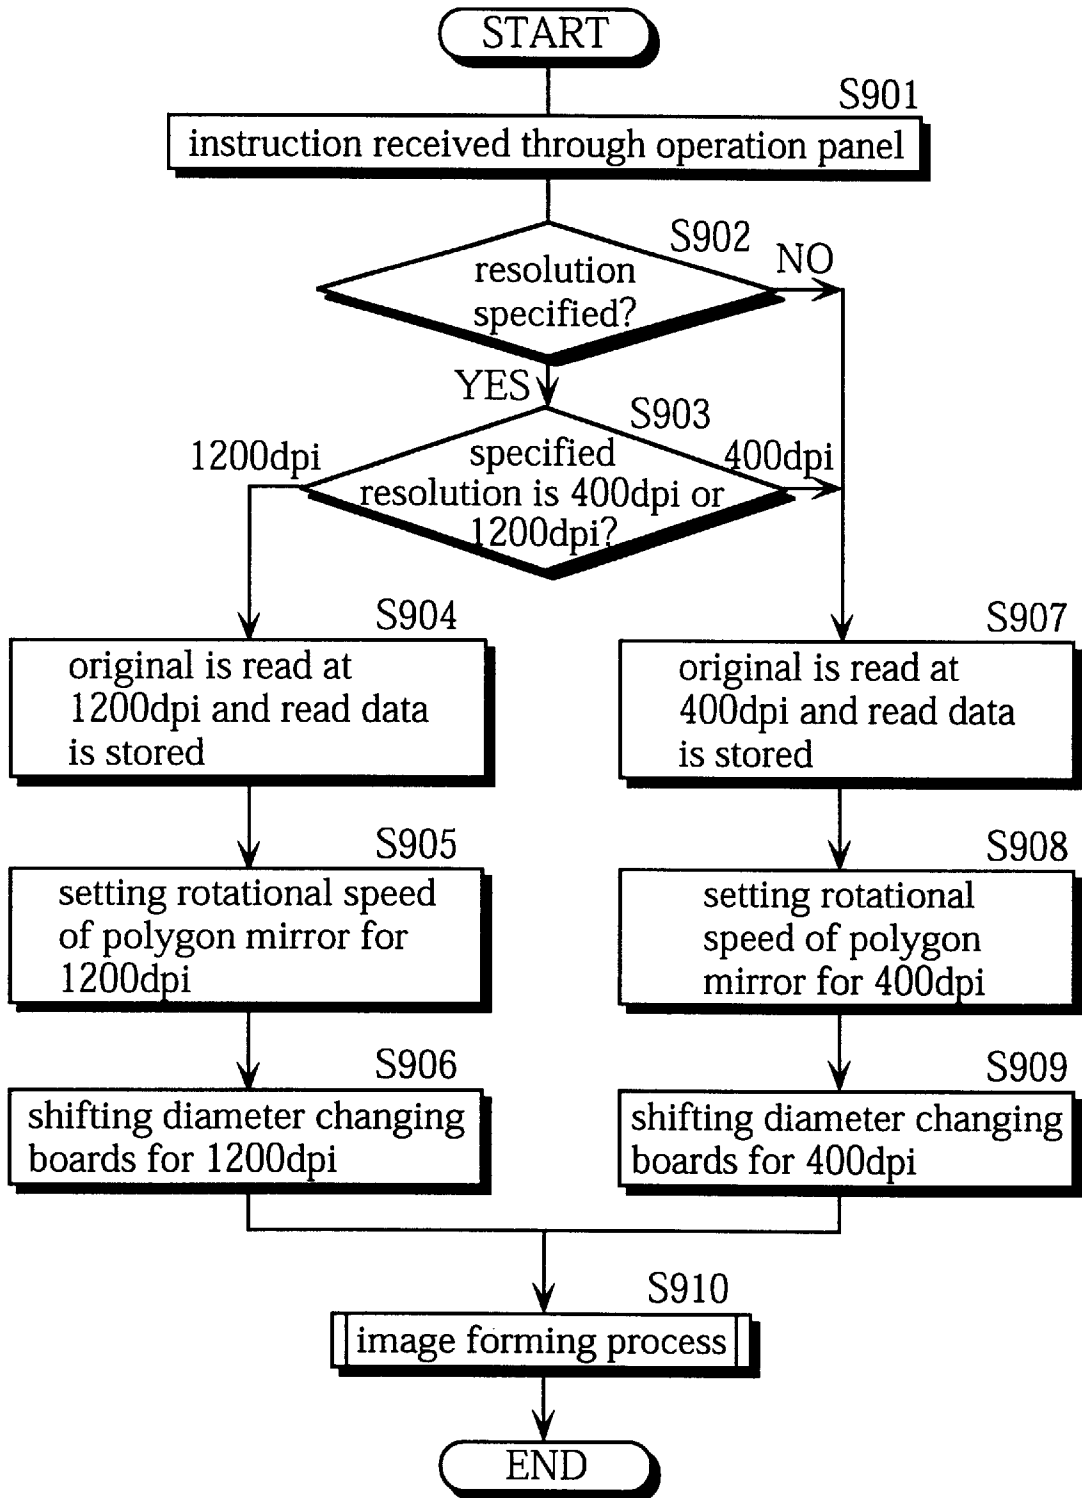 START
S901
instruction received through operation panel
S902
NO
resolution
specified?
YES
S903
1200dpi
400dpi
specified
resolution is 400dpi or
1200dpi?
S904
original is read at
1200dpi and read data
is stored
S907
original is read at
400dpi and read data
is stored
S905
setting rotational speed
of polygon mirror for
1200dpi
S908
setting rotational
speed of polygon
mirror for 400dpi
S906
shifting diameter changing
boards for 1200dpi
S909
shifting diameter changing
boards for 400dpi
S910
image forming process
END